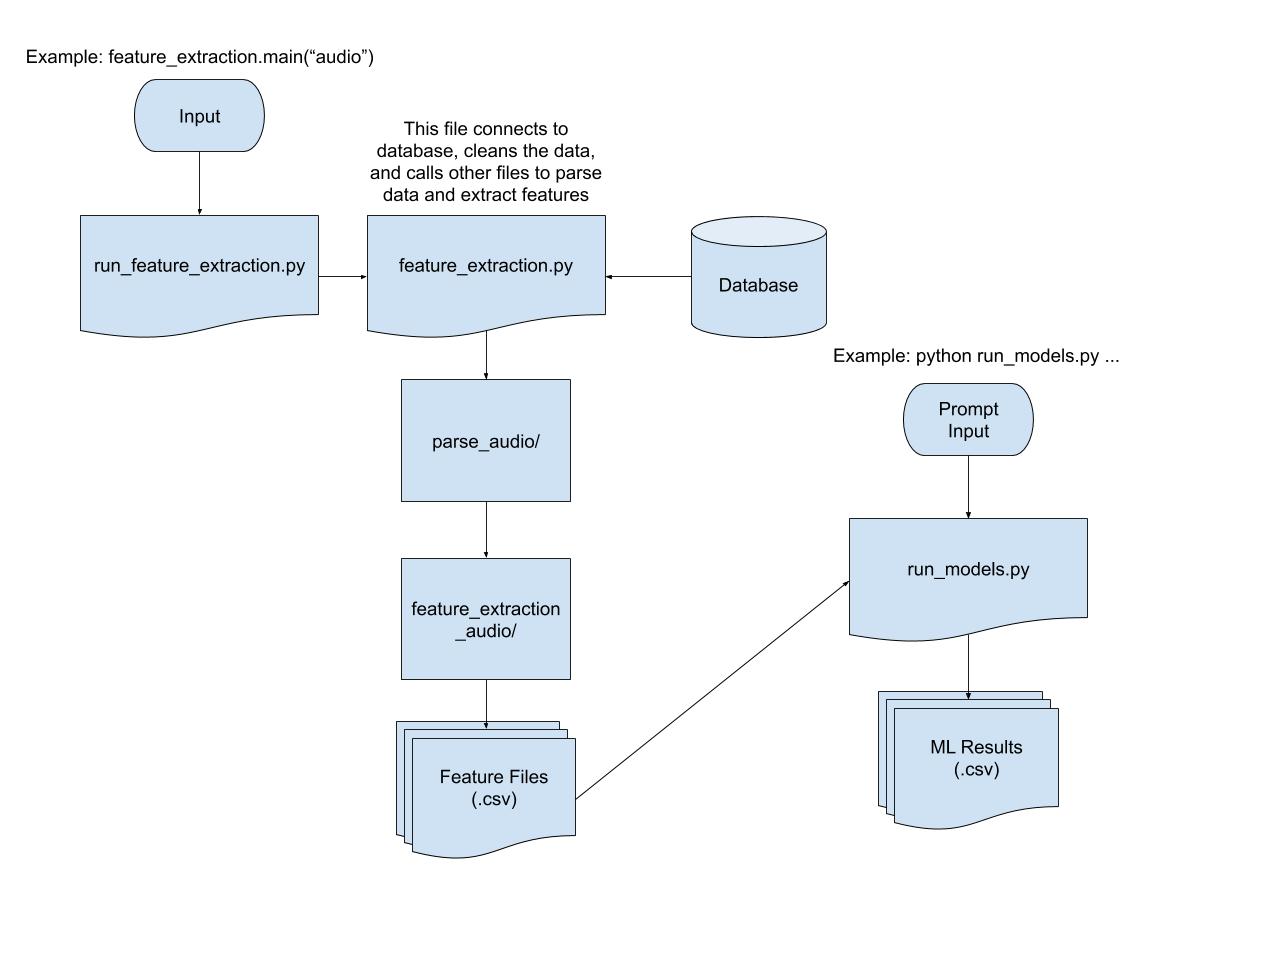 Example: feature_extraction.main(“audio”)
Input
This file connects to
database, cleans the data,
and calls other files to parse
data and extract features
run_feature_extraction.py
feature_extraction.py
Database
Example: python run_models.py ...
Prompt
Input
parse_audio/
run_models.py
feature_extraction
_audio/
Feature Files
(.csv)
ML Results
(.csv)